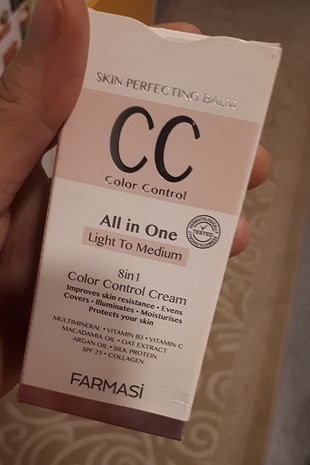 SKIN PERFECTING BALM
CC
Color Control
All in One
Light To Medium
DERMATOLOGICALLY
TESTED
8in1
Color Control Cream
Improves skin resistance • Evens
Covers • Illuminates • Moisturises
Protects your skin
MULTIMINERAL • VITAMIN B3 • VITAMIN C
MACADAMIA OIL • OAT EXTRACT
ARGAN OIL • SILK PROTEIN
SPF 25 • COLLAGEN
FARMASi